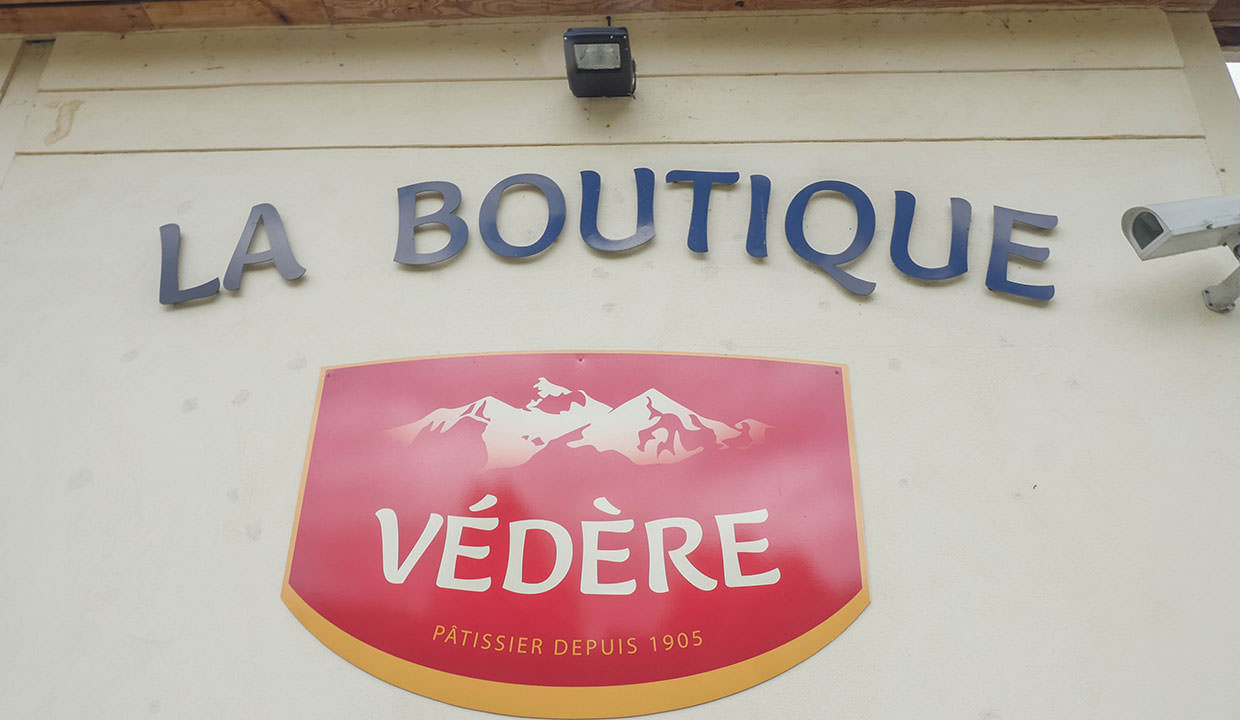 LA BOUTIQUE
VÉDÈRE
PÂTISSIER DEPUIS 1905